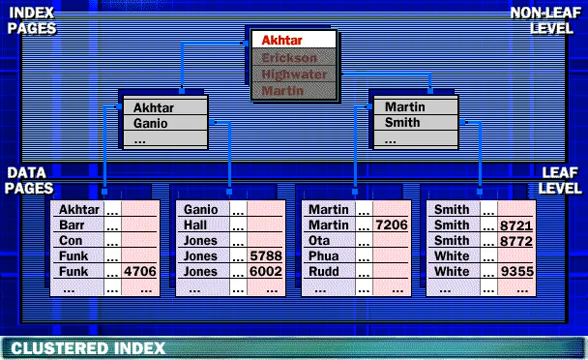 INDEX PAGES
NON-LEAF LEVEL
Akhtar
Erickson
Highwater
Martin
Akhtar
Ganio
...
Martin
Smith
...
DATA PAGES
LEAF LEVEL
Akhtar ...
Barr ...
Con ...
Funk ...
Funk ... 4706
... ... ...
Ganio ...
Hall ...
Jones ...
Jones ... 5788
Jones ... 6002
... ... ...
Martin ...
Martin ... 7206
Ota ...
Phua ...
Rudd ...
... ... ...
Smith ...
Smith ... 8721
Smith ... 8772
White ...
White ... 9355
... ... ...
CLUSTERED INDEX